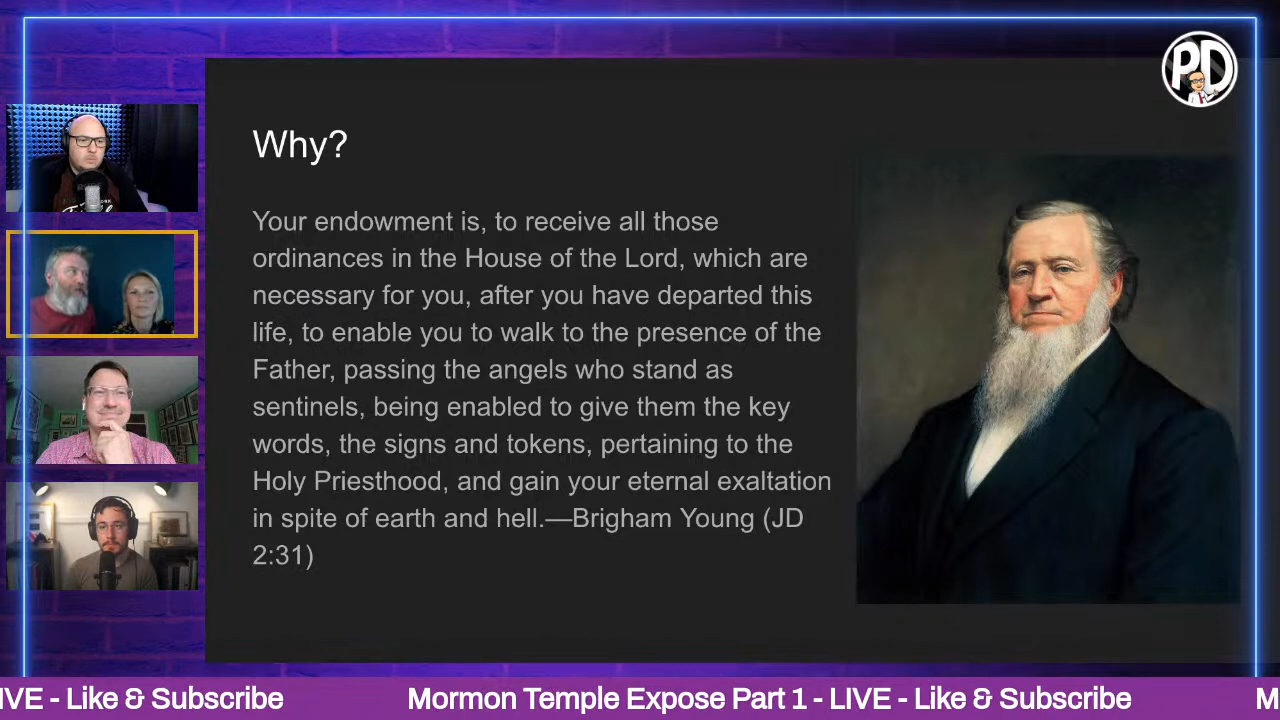 PD
Why?
Your endowment is, to receive all those
ordinances in the House of the Lord, which are
necessary for you, after you have departed this
life, to enable you to walk to the presence of the
Father, passing the angels who stand as
sentinels, being enabled to give them the key
words, the signs and tokens, pertaining to the
Holy Priesthood, and gain your eternal exaltation
in spite of earth and hell.—Brigham Young (JD
2:31)
IVE - Like & Subscribe Mormon Temple Expose Part 1 - LIVE - Like & Subscribe M